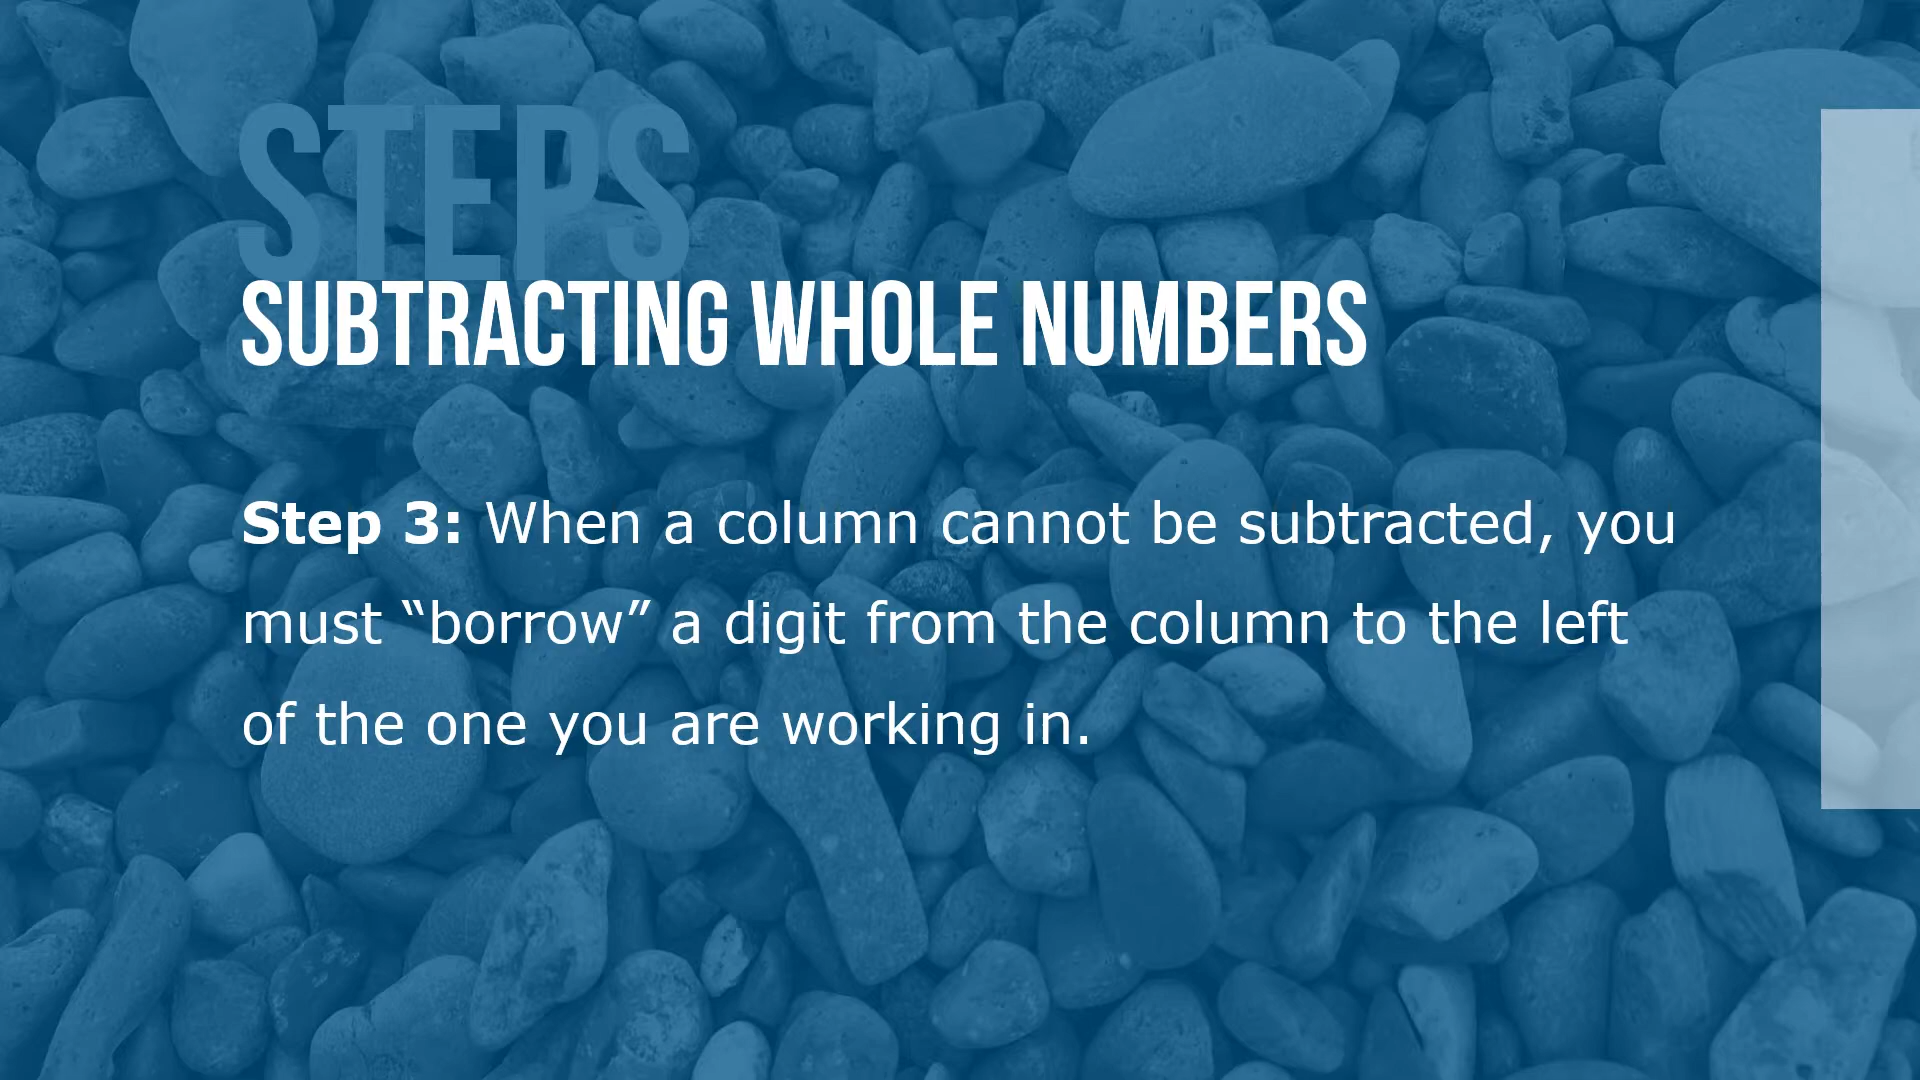 STEPS
SUBTRACTING WHOLE NUMBERS
Step 3: When a column cannot be subtracted, you
must “borrow” a digit from the column to the left
of the one you are working in.